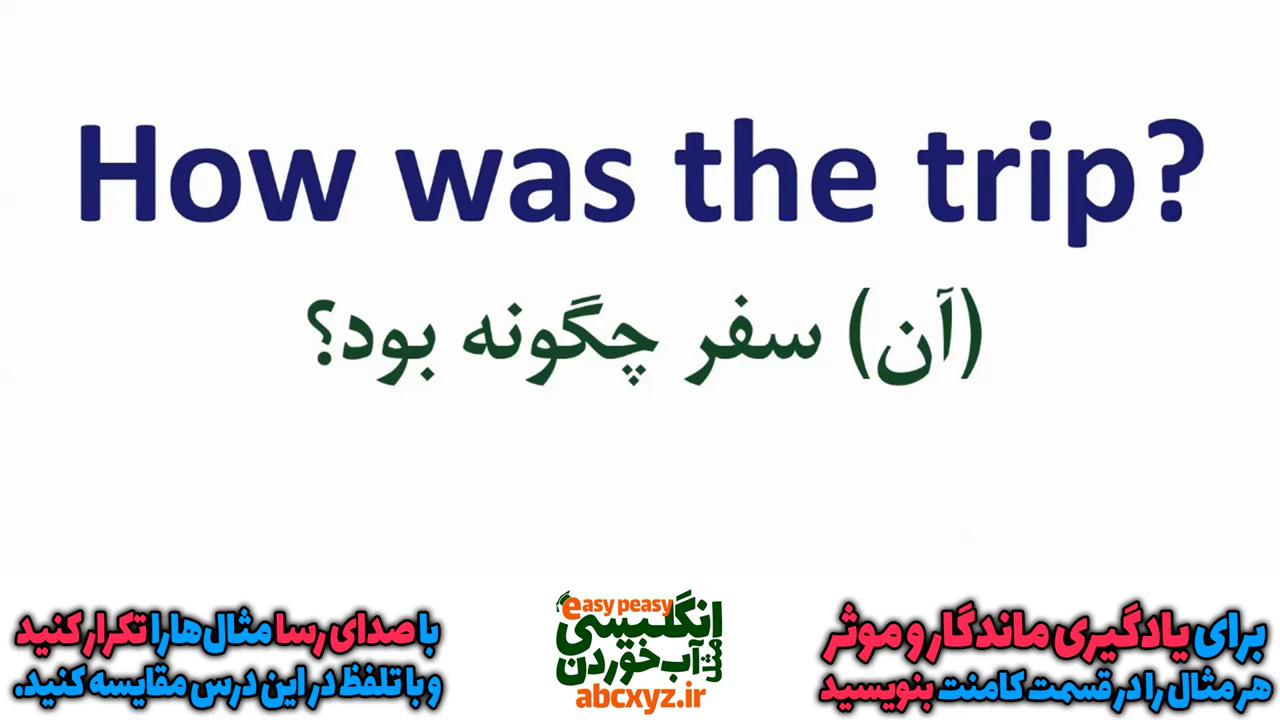 How was the trip?
(آن) سفر چگونه بود؟
برای یادگیری ماندگار و موثر
هر مثال را در قسمت کامنت بنویسید
easy peasy
انگلیسی
مثل آب خوردن
abcxyz.ir
با صدای رسا مثال‌ها را تکرار کنید
و با تلفظ در این درس مقایسه کنید.